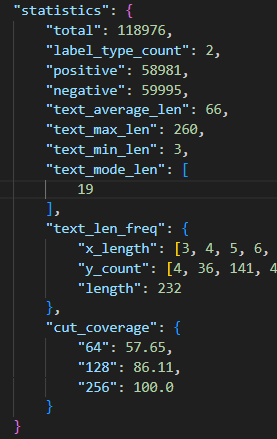 "statistics": {
"total": 118976,
"label_type_count": 2,
"positive": 58981,
"negative": 59995,
"text_average_len": 66,
"text_max_len": 260,
"text_min_len": 3,
"text_mode_len": [
19
],
"text_len_freq": {
"x_length": [3, 4, 5, 6,
"y_count": [4, 36, 141, 4
"length": 232
},
"cut_coverage": {
"64": 57.65,
"128": 86.11,
"256": 100.0
}
}